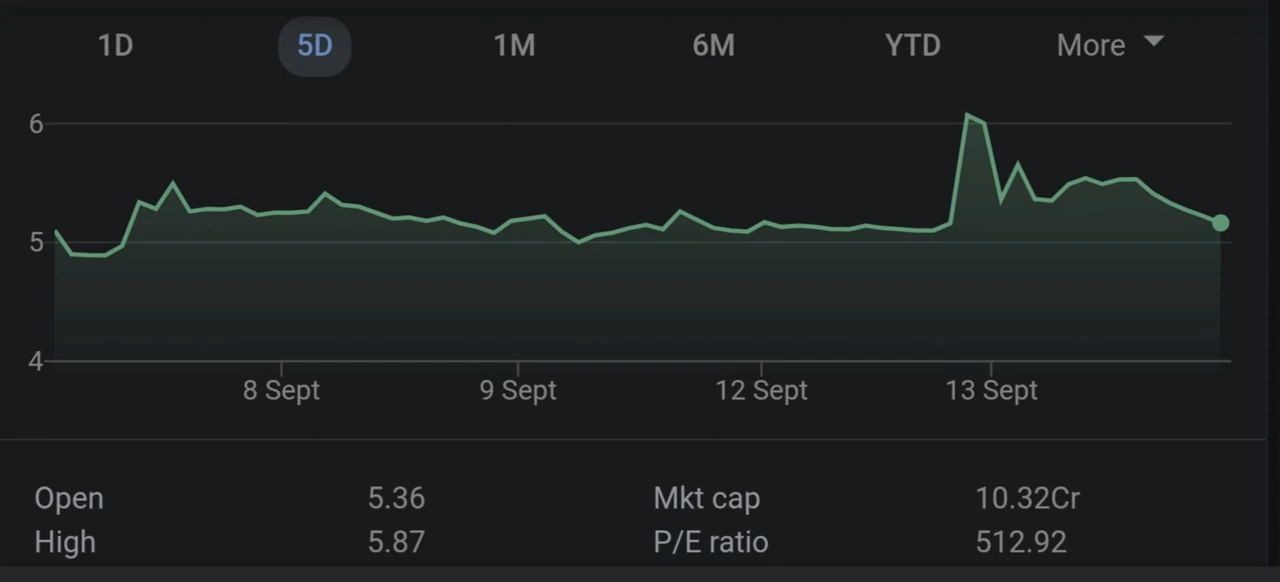 1D 5D 1M 6M YTD More
6
5
4
8 Sept 9 Sept 12 Sept 13 Sept
Open 5.36 Mkt cap 10.32Cr
High 5.87 P/E ratio 512.92